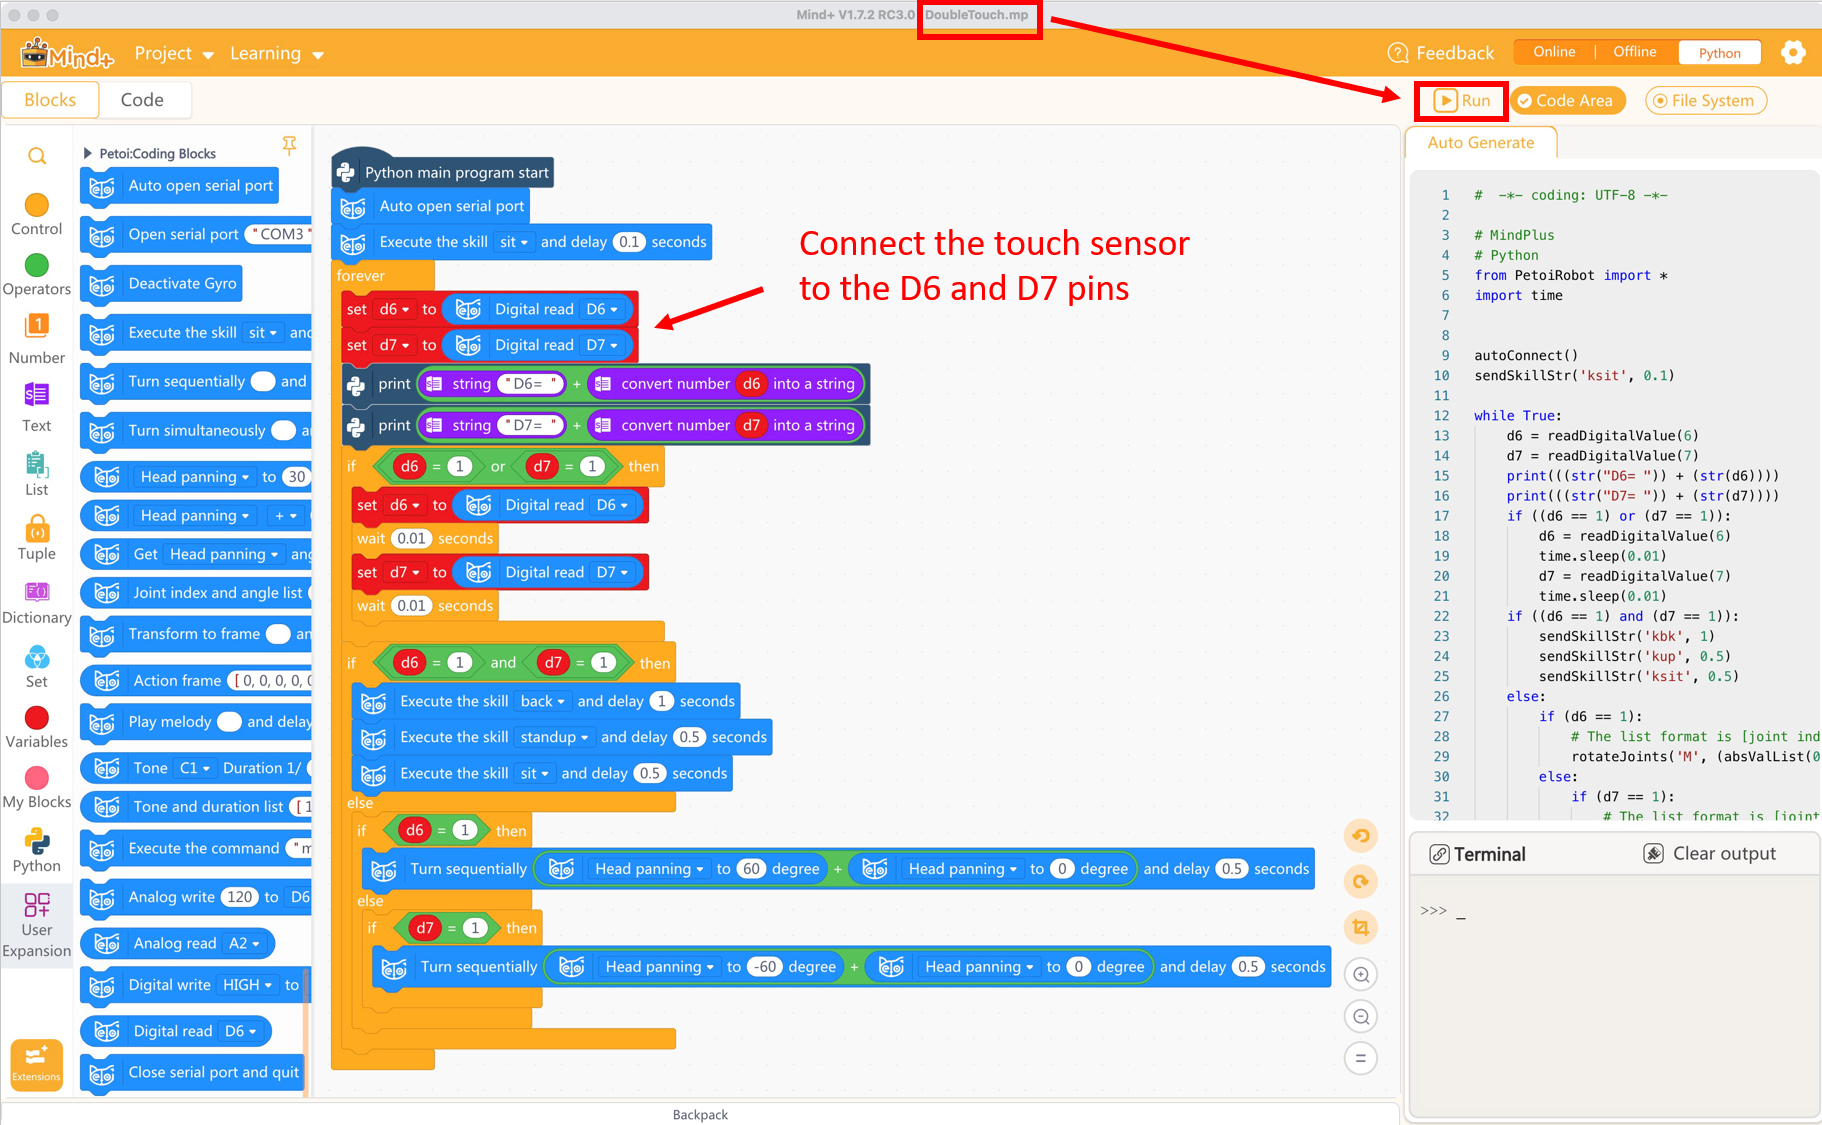 Mind+ V1.7.2 RC3.0 DoubleTouch.mp
Mind+ Project Learning Feedback Online Offline Python
Blocks Code Run Code Area File System
Control
Operators
Number
Text
List
Tuple
Dictionary
Set
Variables
My Blocks
Python
User
Expansion
Extensions
Petoi:Coding Blocks
Auto open serial port
Open serial port "COM3"
Deactivate Gyro
Execute the skill sit and
Turn sequentially and
Turn simultaneously
Head panning to 30
Head panning +
Get Head panning ang
Joint index and angle list
Transform to frame an
Action frame [0, 0, 0, 0,
Play melody and delay
Tone C1 Duration 1/
Tone and duration list [1
Execute the command "m
Analog write 120 to D6
Analog read A2
Digital write HIGH to
Digital read D6
Close serial port and quit
Python main program start
Auto open serial port
Execute the skill sit and delay 0.1 seconds
forever
set d6 to Digital read D6
set d7 to Digital read D7
print string "D6= " + convert number d6 into a string
print string "D7= " + convert number d7 into a string
if d6 = 1 or d7 = 1 then
set d6 to Digital read D6
wait 0.01 seconds
set d7 to Digital read D7
wait 0.01 seconds
if d6 = 1 and d7 = 1 then
Execute the skill back and delay 1 seconds
Execute the skill standup and delay 0.5 seconds
Execute the skill sit and delay 0.5 seconds
else
if d6 = 1 then
Turn sequentially Head panning to 60 degree + Head panning to 0 degree and delay 0.5 seconds
else
if d7 = 1 then
Turn sequentially Head panning to -60 degree + Head panning to 0 degree and delay 0.5 seconds
Connect the touch sensor
to the D6 and D7 pins
Backpack
Auto Generate
1 # -*- coding: UTF-8 -*-
2
3 # MindPlus
4 # Python
5 from PetoiRobot import *
6 import time
7
8
9 autoConnect()
10 sendSkillStr('ksit', 0.1)
11
12 while True:
13 d6 = readDigitalValue(6)
14 d7 = readDigitalValue(7)
15 print(((str("D6= ")) + (str(d6))))
16 print(((str("D7= ")) + (str(d7))))
17 if ((d6 == 1) or (d7 == 1)):
18 d6 = readDigitalValue(6)
19 time.sleep(0.01)
20 d7 = readDigitalValue(7)
21 time.sleep(0.01)
22 if ((d6 == 1) and (d7 == 1)):
23 sendSkillStr('kbk', 1)
24 sendSkillStr('kup', 0.5)
25 sendSkillStr('ksit', 0.5)
26 else:
27 if (d6 == 1):
28 # The list format is [joint ind
29 rotateJoints('M', (absValList(0
30 else:
31 if (d7 == 1):
32 # The list format is [joint
Terminal Clear output
>>> _